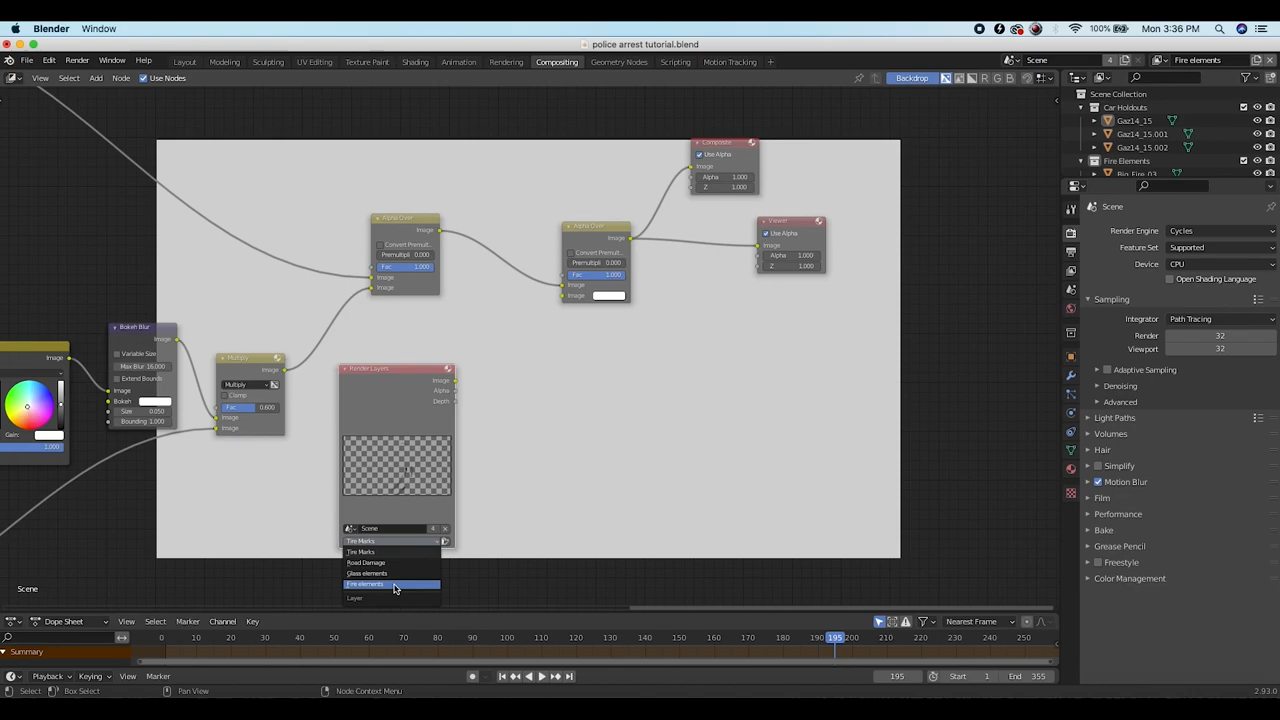 Blender Window 100% Mon 3:36 PM
police arrest tutorial.blend
File Edit Render Window Help Layout Modeling Sculpting UV Editing Texture Paint Shading Animation Rendering Compositing Geometry Nodes Scripting Motion Tracking + Scene 4 Fire elements
View Select Add Node Use Nodes Backdrop R G B
Scene Collection
Car Holdouts
Gaz14_15
Gaz14_15.001
Gaz14_15.002
Fire Elements
Big_Fire_03
Scene
Render Engine Cycles
Feature Set Supported
Device CPU
Open Shading Language
Sampling
Integrator Path Tracing
Render 32
Viewport 32
Adaptive Sampling
Denoising
Advanced
Light Paths
Volumes
Hair
Simplify
Motion Blur
Film
Performance
Bake
Grease Pencil
Freestyle
Color Management
Composite
Use Alpha
Image
Alpha 1.000
Z 1.000
Viewer
Use Alpha
Image
Alpha 1.000
Z 1.000
Alpha Over
Image
Convert Premult...
Premultipli 0.000
Fac 1.000
Image
Image
Alpha Over
Image
Convert Premult...
Premultipli 0.000
Fac 1.000
Image
Image
Image
Gain:
1.000
Bokeh Blur
Image
Variable Size
Max Blur 16.000
Extend Bounds
Image
Bokeh
Size 0.050
Bounding 1.000
Multiply
Image
Multiply
Clamp
Fac 0.600
Image
Image
Render Layers
Image
Alpha
Depth
Scene 4
Tire Marks
Tire Marks
Road Damage
Glass elements
Fire elements
Layer
Scene
Dope Sheet View Select Marker Channel Key Nearest Frame
0 10 20 30 40 50 60 70 80 90 100 110 120 130 140 150 160 170 180 190 195 200 210 220 230 240 250
Summary
Playback Keying View Marker 195 Start 1 End 355
Select Box Select Pan View Node Context Menu 2.93.0